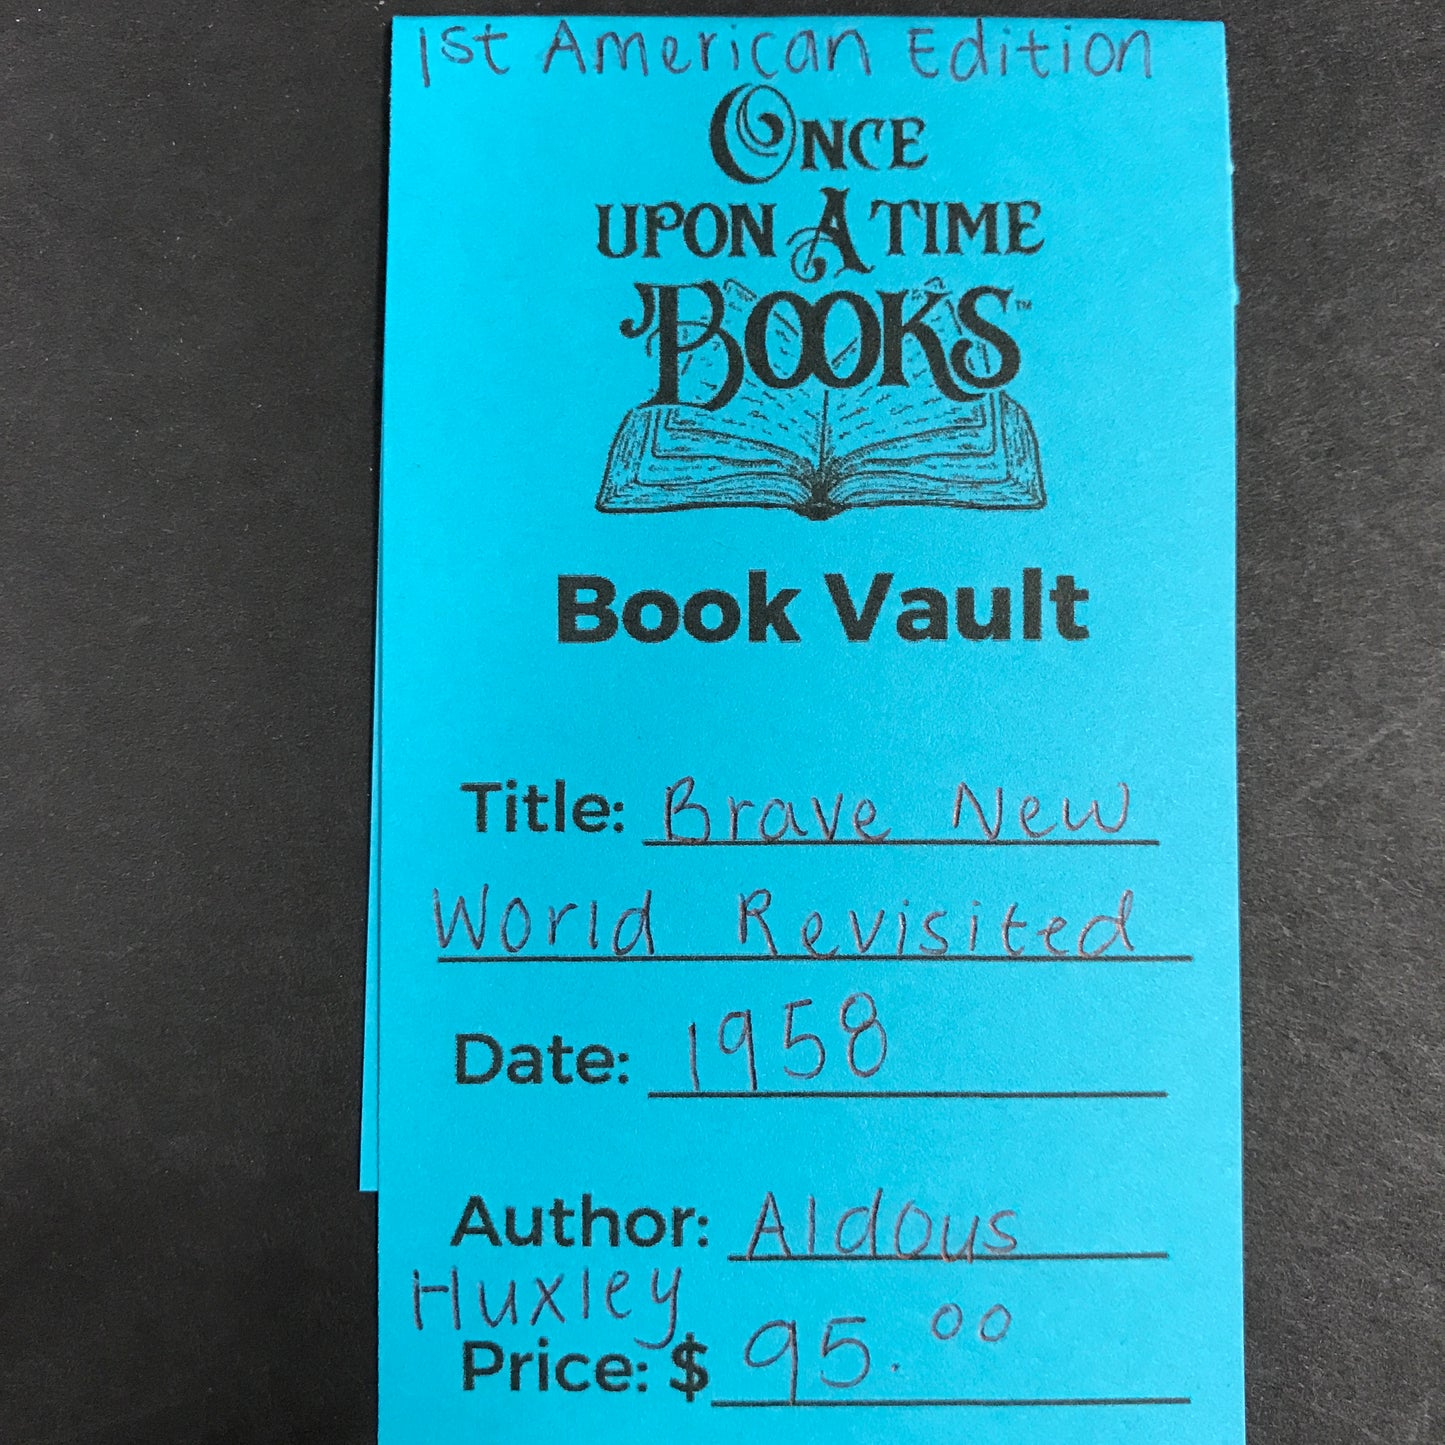 1st American Edition
ONCE
UPON A TIME
BOOKS™
Book Vault
Title: Brave New
World Revisited
Date: 1958
Author: Aldous
Huxley
Price: $ 95.00